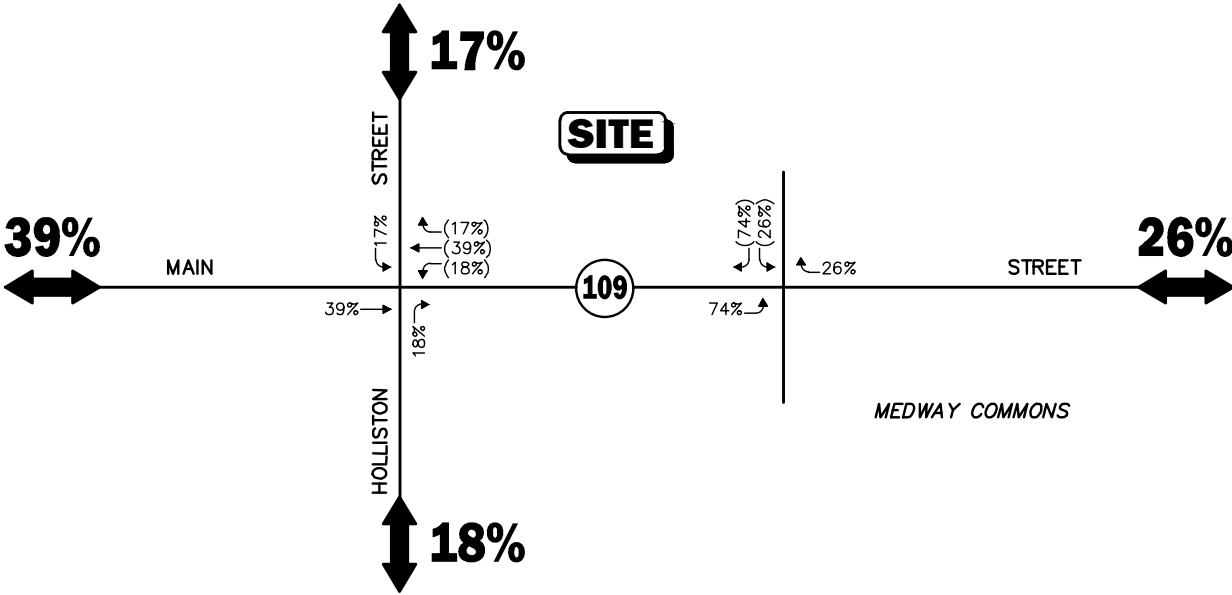 17%
STREET
SITE
39%
MAIN
17%
(17%)
(39%)
(18%)
109
(74%)
(26%)
26%
STREET
26%
39%
18%
74%
HOLLISTON
MEDWAY COMMONS
18%